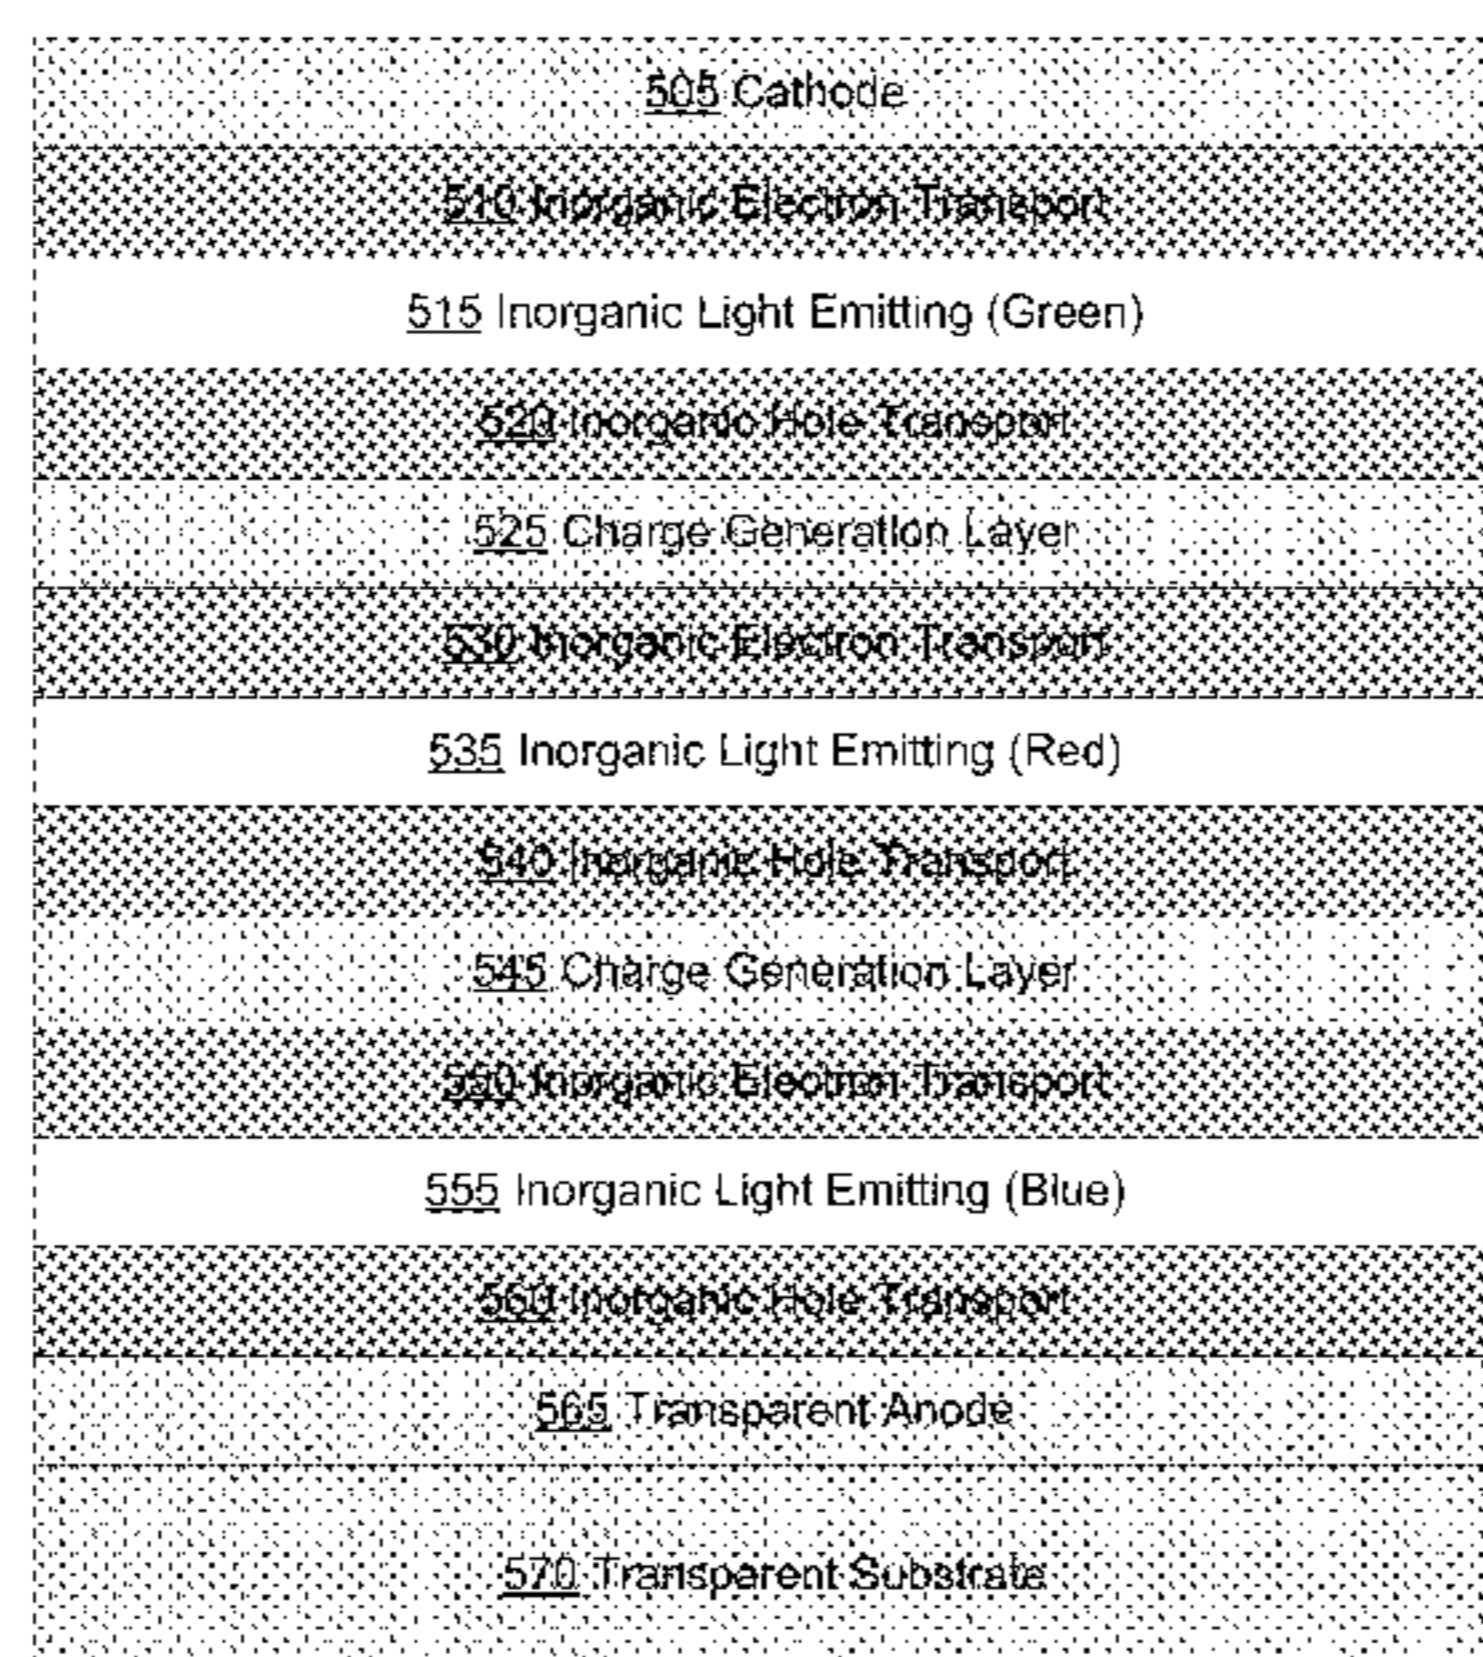 505 Cathode
510 Inorganic Electron Transport
515 Inorganic Light Emitting (Green)
520 Inorganic Hole Transport
525 Charge Generation Layer
530 Inorganic Electron Transport
535 Inorganic Light Emitting (Red)
540 Inorganic Hole Transport
545 Charge Generation Layer
550 Inorganic Electron Transport
555 Inorganic Light Emitting (Blue)
560 Inorganic Hole Transport
565 Transparent Anode
570 Transparent Substrate